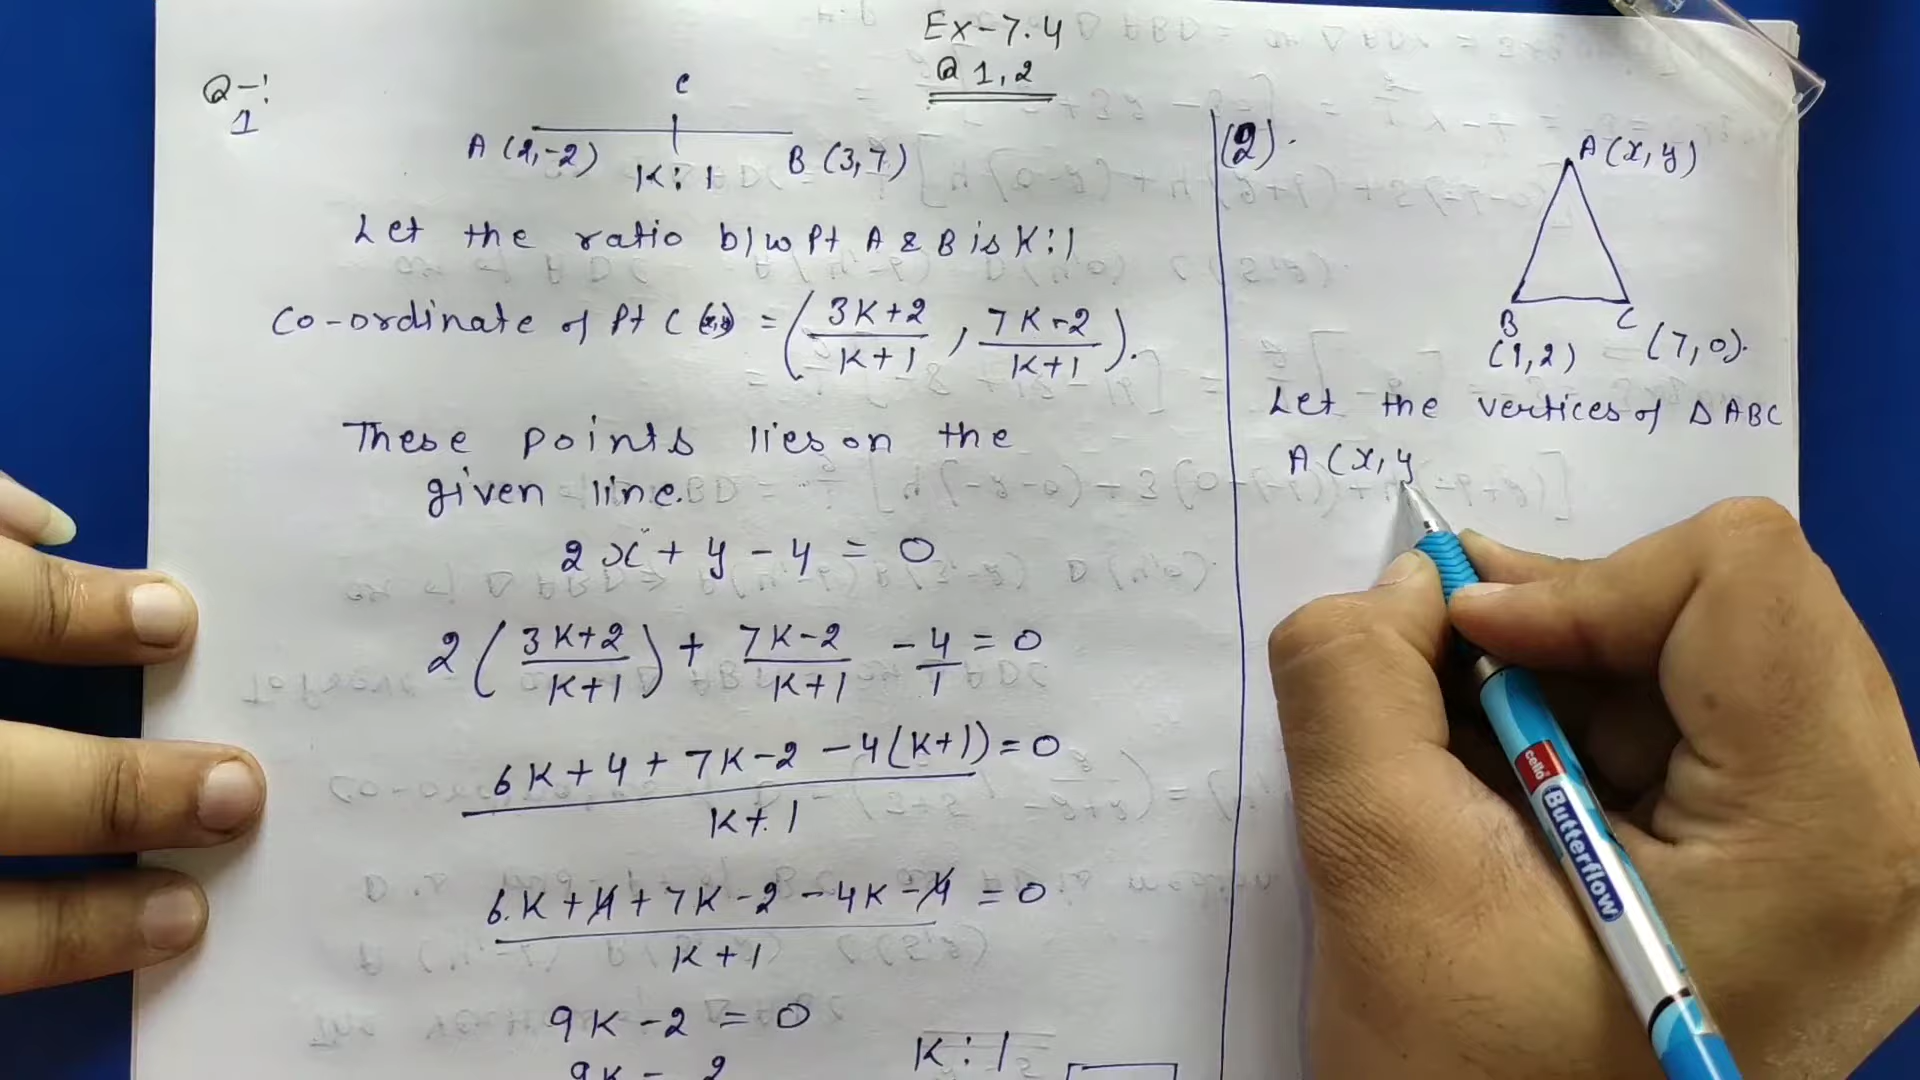 Ex-7.4
Q 1,2
Q-:
1
C
A (2,-2)
K:1
B (3,7)
Let the ratio b/w Pt A & B is K:1
Co-ordinate of Pt C (x,y) = (3K+2/K+1, 7K-2/K+1).
These points lies on the
given line.
2x + y - 4 = 0
2(3K+2/K+1) + 7K-2/K+1 - 4/1 = 0
6K+4+7K-2-4(K+1)/K+1 = 0
6K+4+7K-2-4K-4/K+1 = 0
9K-2 = 0
K:1
(2).
A(x,y)
B
C
(1,2)
(7,0).
Let the vertices of Δ ABC
A (x,y
cello
Butterflow